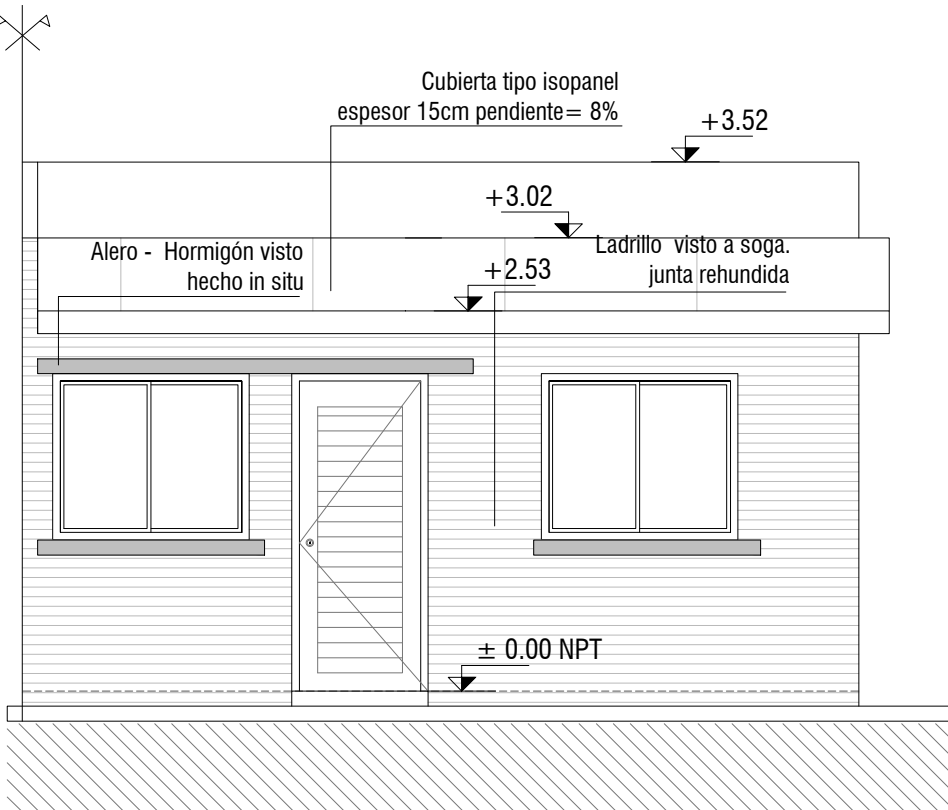 Cubierta tipo isopanel
espesor 15cm pendiente= 8%
+3.52
+3.02
Alero - Hormigón visto
hecho in situ
Ladrillo visto a soga.
junta rehundida
+2.53
± 0.00 NPT